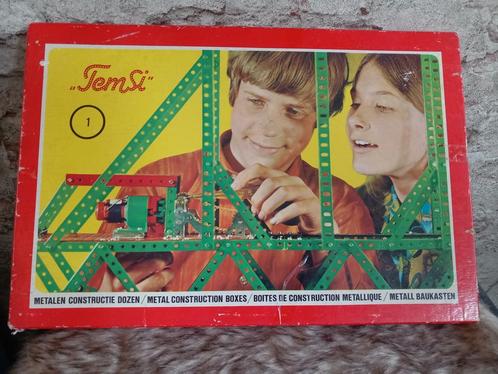 „TemSi"
1
METALEN CONSTRUCTIE DOZEN / METAL CONSTRUCTION BOXES / BOITES DE CONSTRUCTION METALLIQUE / METALL BAUKASTEN